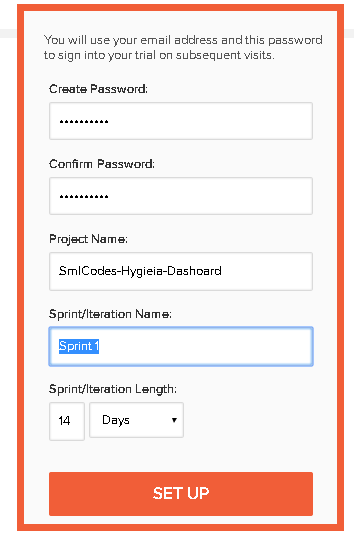 You will use your email address and this password
to sign into your trial on subsequent visits.
Create Password:
••••••••••
Confirm Password:
••••••••••
Project Name:
SmlCodes-Hygieia-Dashoard
Sprint/Iteration Name:
Sprint 1
Sprint/Iteration Length:
14 Days
SET UP